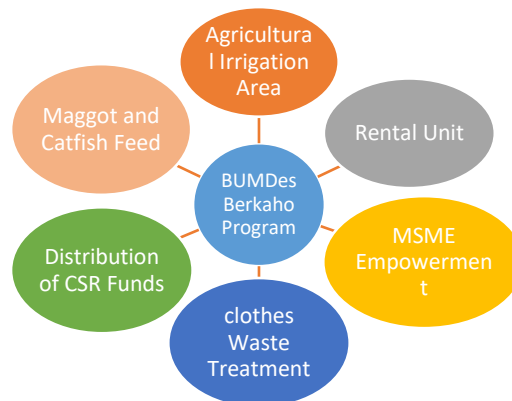 Agricultura
l Irrigation
Area
Maggot and
Catfish Feed
Rental Unit
BUMDes
Berkaho
Program
Distribution
of CSR Funds
MSME
Empowermen
t
clothes
Waste
Treatment